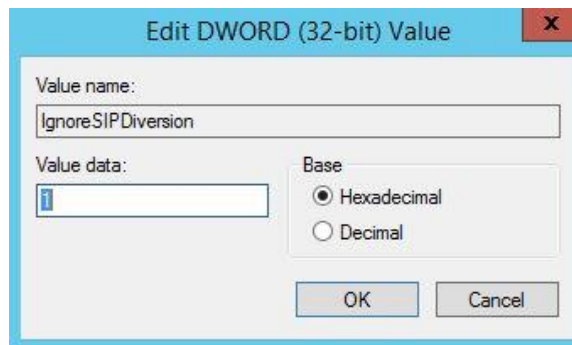 Edit DWORD (32-bit) Value
x
Value name:
IgnoreSIPDiversion
Value data:
1
Base
Hexadecimal
Decimal
OK
Cancel